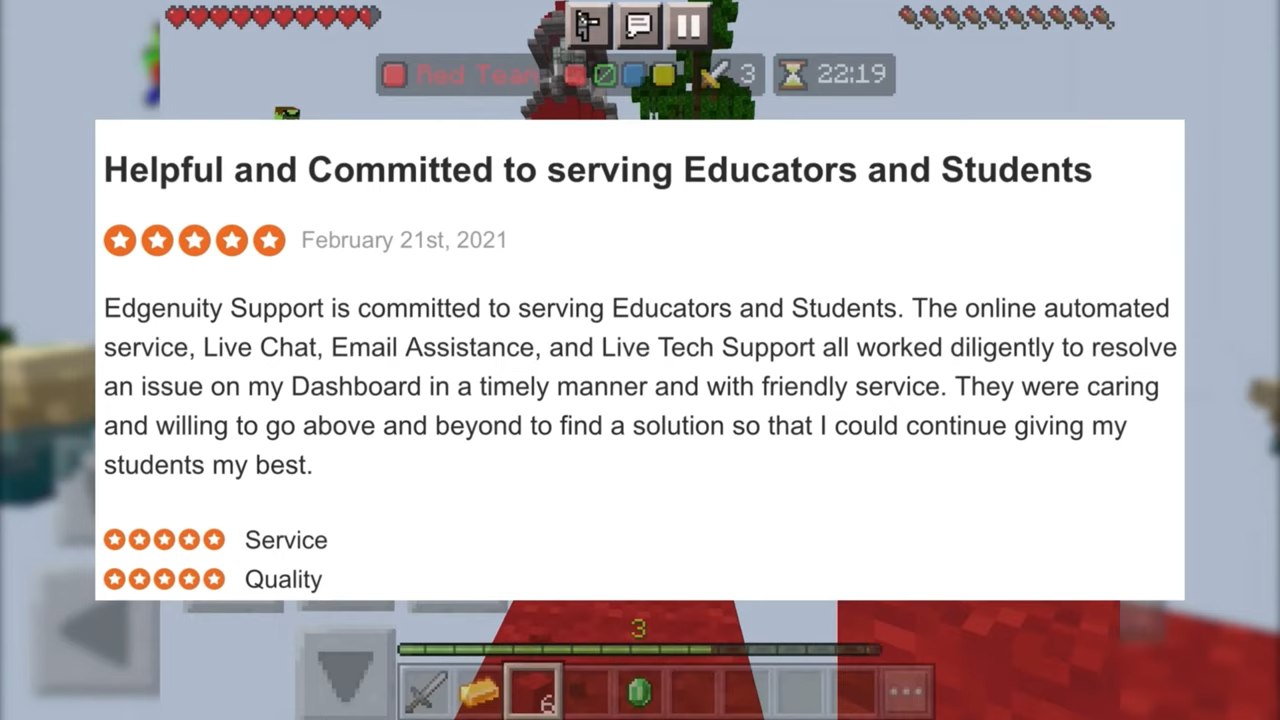 Red Team
3
22:19
Helpful and Committed to serving Educators and Students
February 21st, 2021
Edgenuity Support is committed to serving Educators and Students. The online automated
service, Live Chat, Email Assistance, and Live Tech Support all worked diligently to resolve
an issue on my Dashboard in a timely manner and with friendly service. They were caring
and willing to go above and beyond to find a solution so that I could continue giving my
students my best.
Service
Quality
3
6